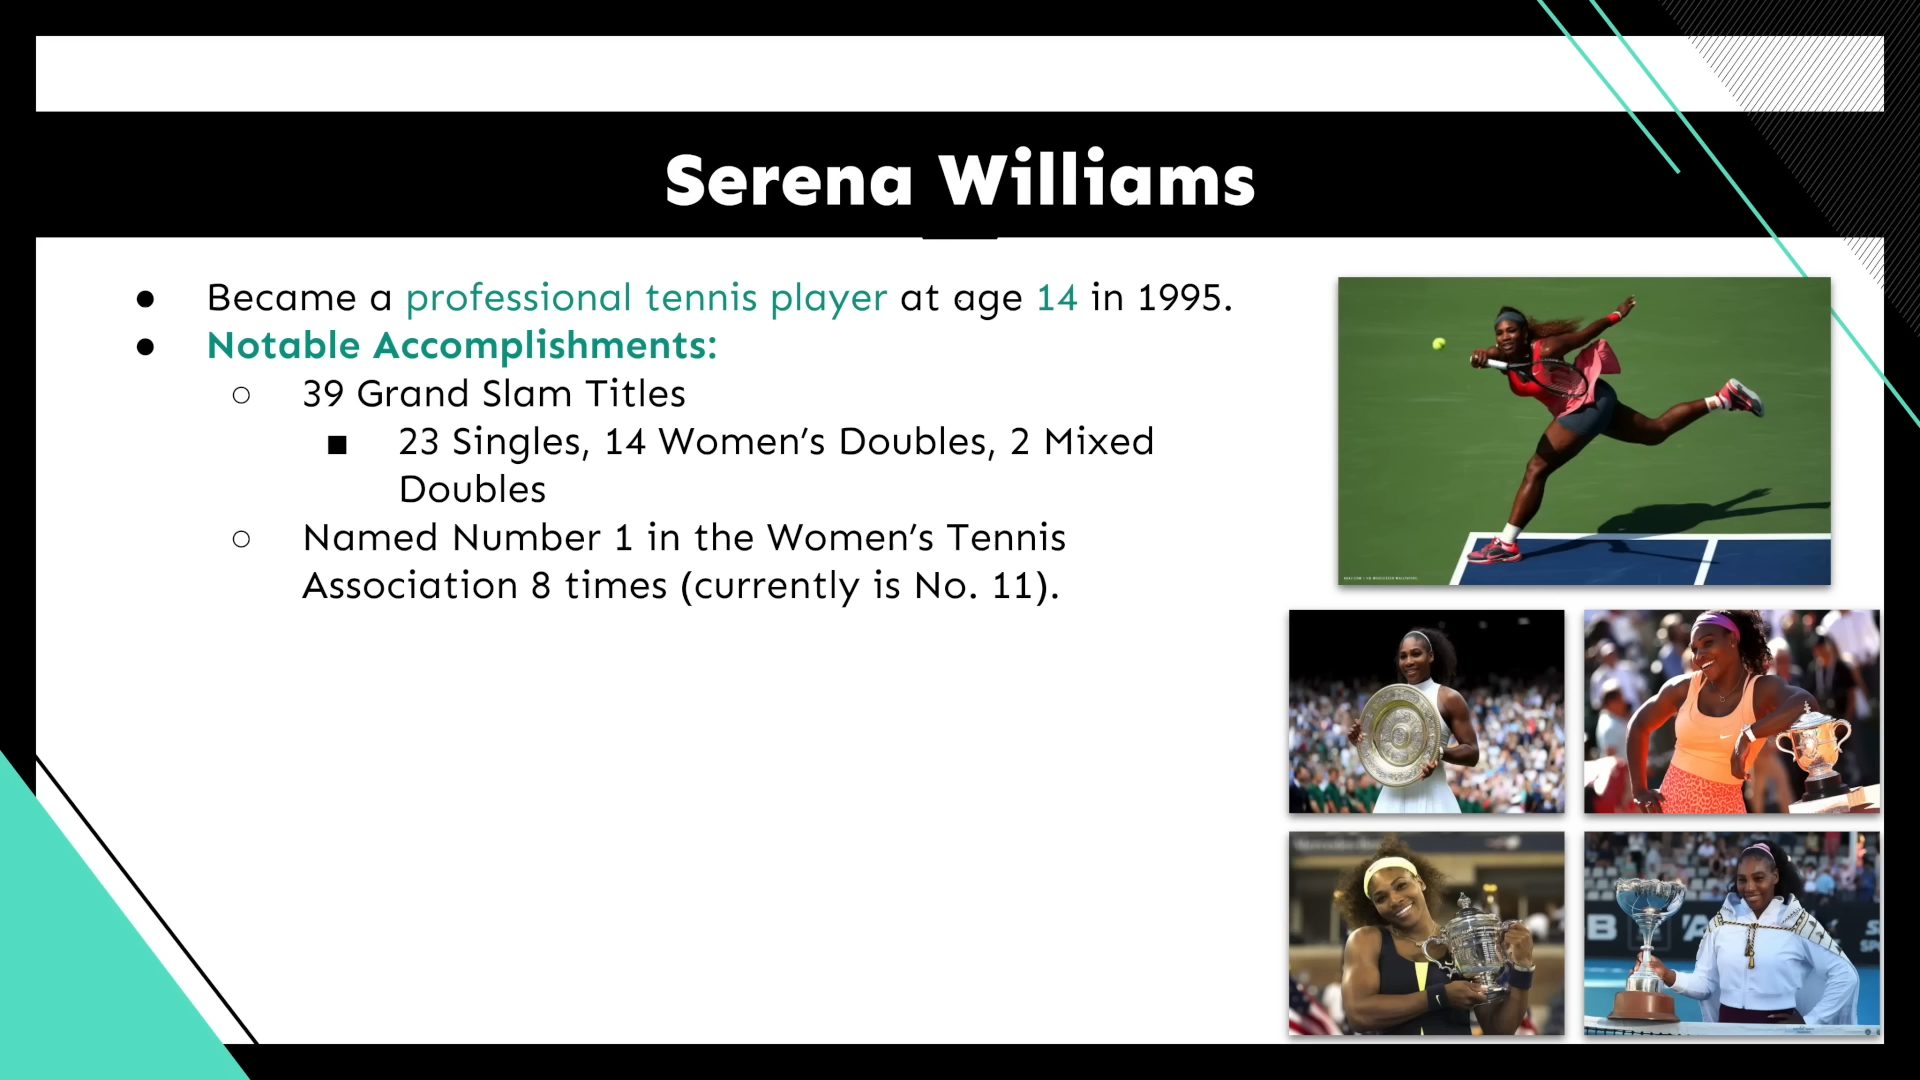 Serena Williams
● Became a professional tennis player at age 14 in 1995.
● Notable Accomplishments:
○ 39 Grand Slam Titles
■ 23 Singles, 14 Women’s Doubles, 2 Mixed
Doubles
○ Named Number 1 in the Women’s Tennis
Association 8 times (currently is No. 11).